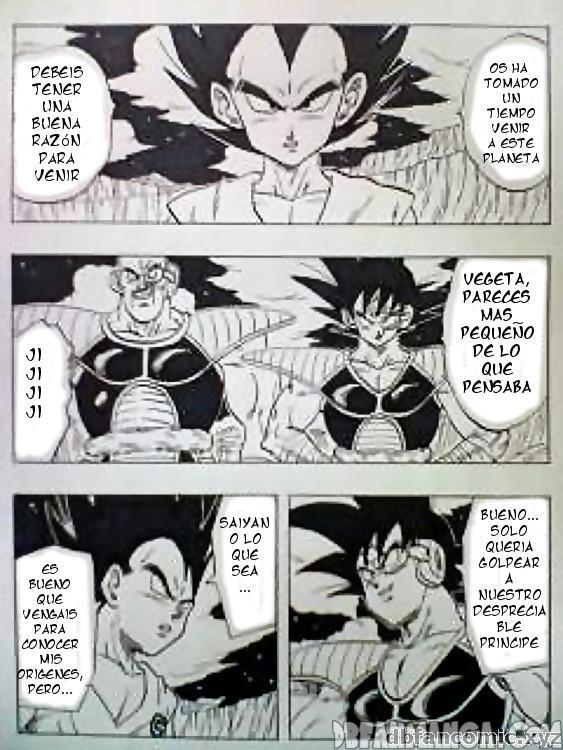 OS HA
TOMADO
UN
TIEMPO
VENIR
A ESTE
PLANETA
DEBEIS
TENER
UNA
BUENA
RAZÓN
PARA
VENIR
VEGETA,
PARECES
MAS
PEQUEÑO
DE LO
QUE
PENSABA
JI
JI
JI
JI
BUENO...
SOLO
QUERIA
GOLPEAR
A
NUESTRO
DESPRECIA
BLE
PRINCIPE
SAIYAN
O LO
QUE
SEA
...
ES
BUENO
QUE
VENGAIS
PARA
CONOCER
MIS
ORIGENES,
PERO...
dbfancomic.xyz